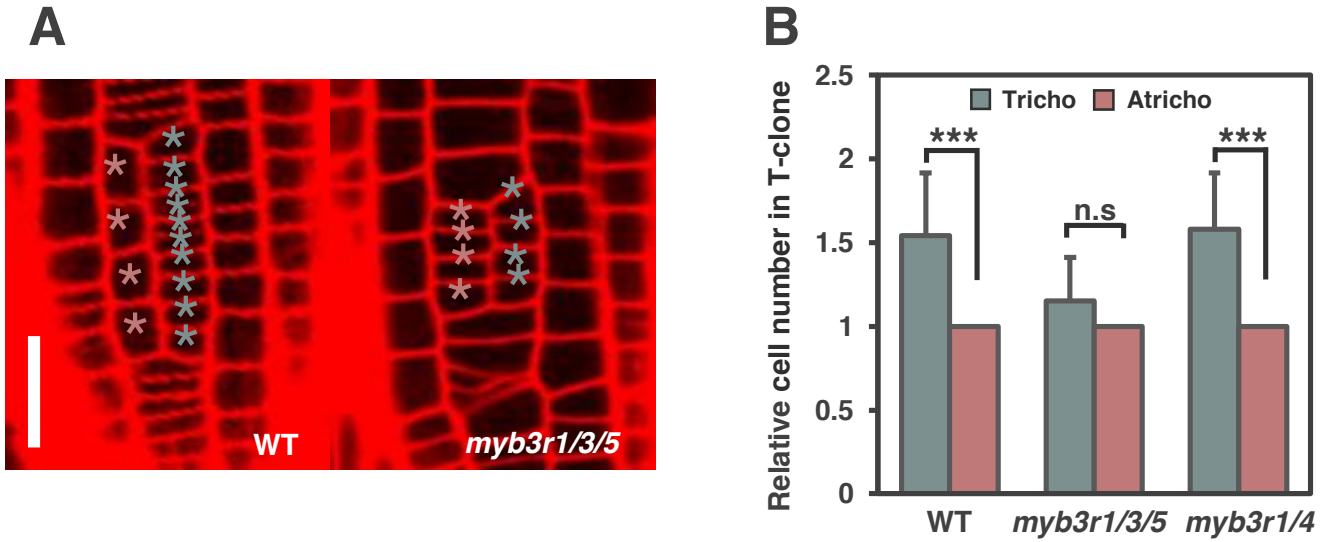 A
WT
myb3r1/3/5
B
Relative cell number in T-clone
2.5
2
1.5
1
0.5
0
Tricho
Atricho
***
n.s
***
WT
myb3r1/3/5
myb3r1/4